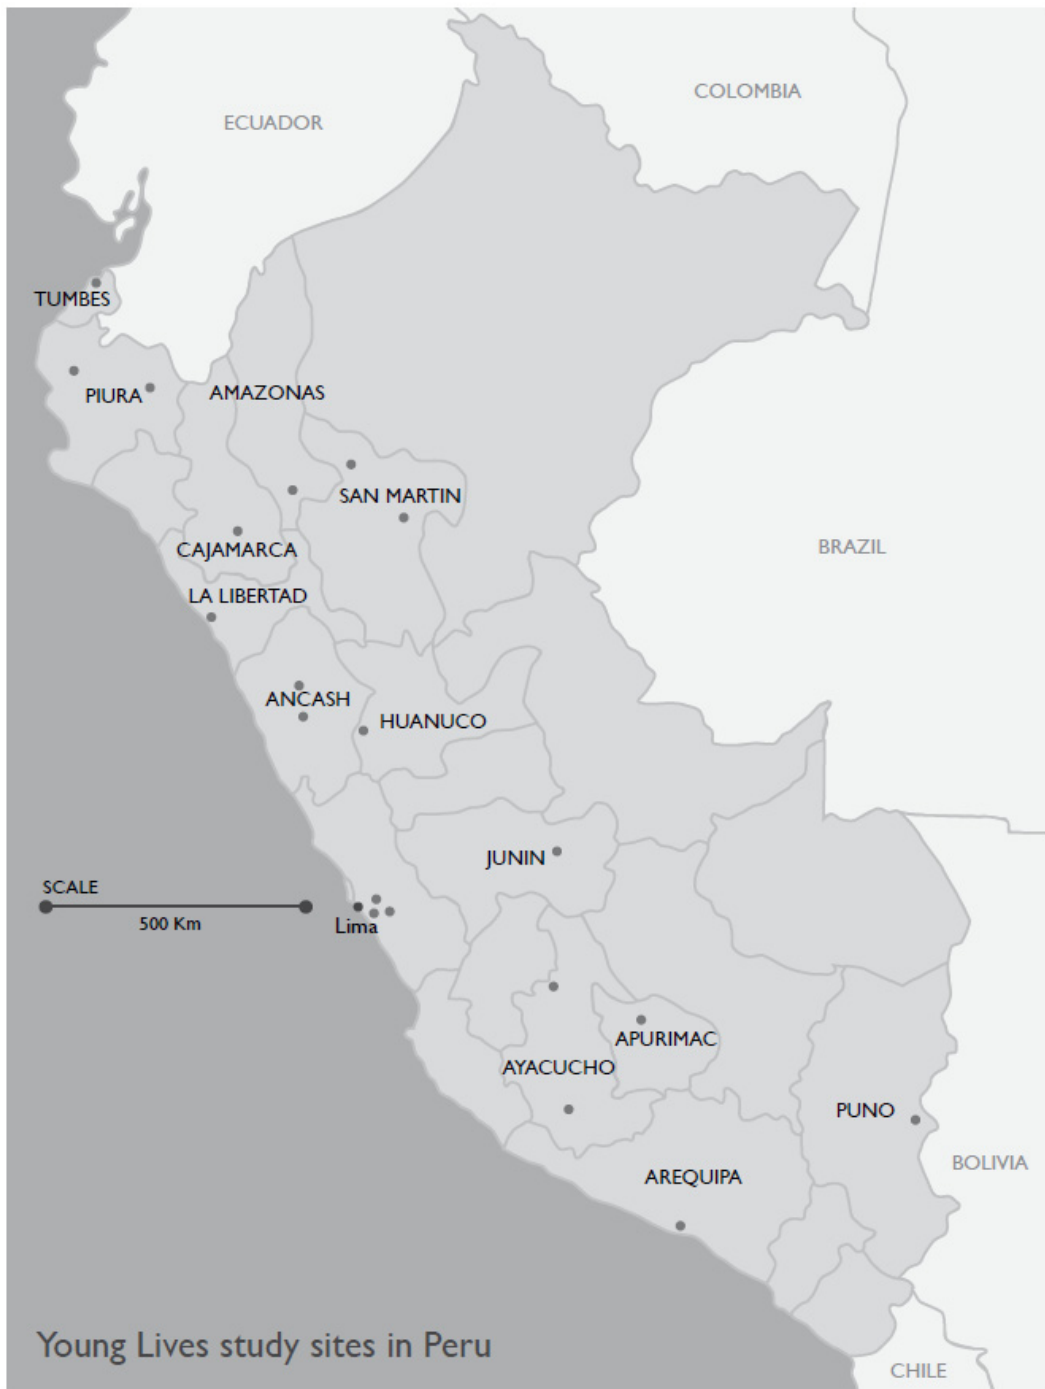 COLOMBIA
ECUADOR
TUMBES
PIURA
AMAZONAS
SAN MARTIN
CAJAMARCA
BRAZIL
LA LIBERTAD
ANCASH
HUANUCO
JUNIN
SCALE
500 Km
Lima
APURIMAC
AYACUCHO
PUNO
BOLIVIA
AREQUIPA
Young Lives study sites in Peru
CHILE